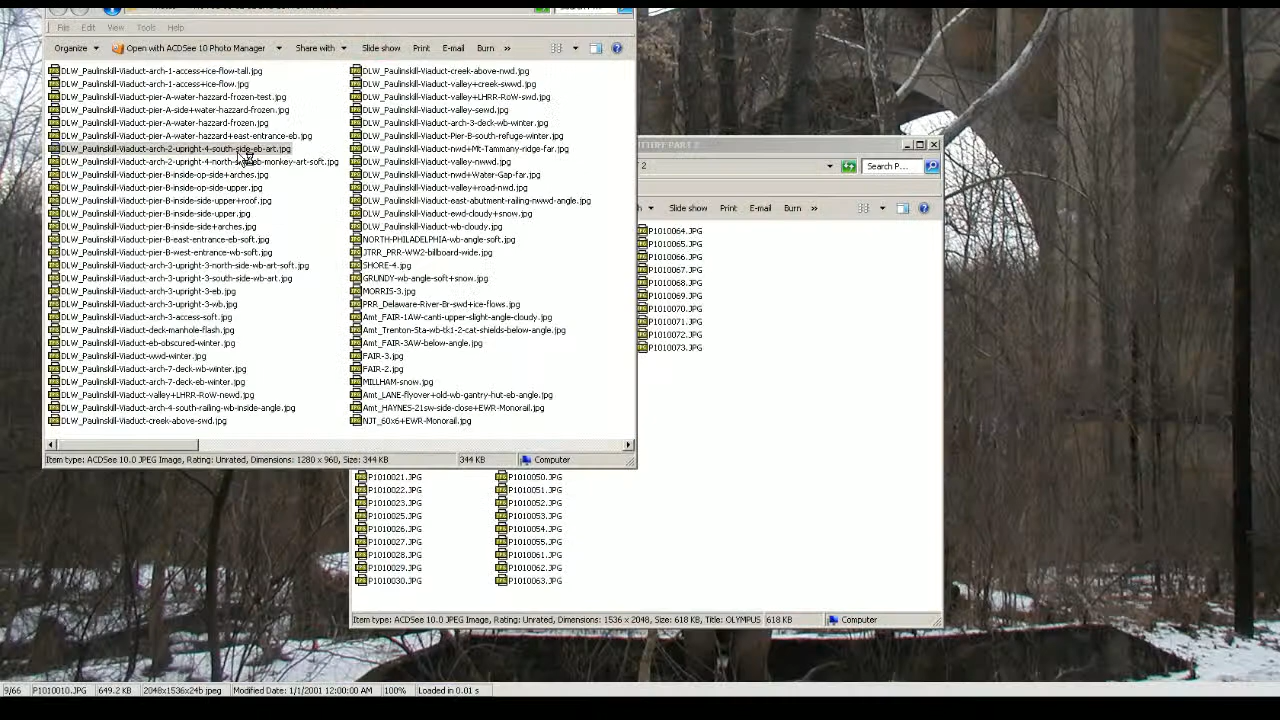 File Edit View Tools Help
Organize Open with ACDSee 10 Photo Manager Share with Slide show Print E-mail Burn »
DLW_Paulinskill-Viaduct-arch-1-access+ice-flow-tall.jpg
DLW_Paulinskill-Viaduct-arch-1-access+ice-flow.jpg
DLW_Paulinskill-Viaduct-pier-A-water-hazzard-frozen-test.jpg
DLW_Paulinskill-Viaduct-pier-A-side+water-hazzard-frozen.jpg
DLW_Paulinskill-Viaduct-pier-A-water-hazzard-frozen.jpg
DLW_Paulinskill-Viaduct-pier-A-water-hazzard+east-entrance-eb.jpg
DLW_Paulinskill-Viaduct-arch-2-upright-4-south-side-eb-art.jpg
DLW_Paulinskill-Viaduct-pier-B-inside-op-side+arches.jpg
DLW_Paulinskill-Viaduct-pier-B-inside-op-side-upper.jpg
DLW_Paulinskill-Viaduct-pier-B-inside-side-upper+roof.jpg
DLW_Paulinskill-Viaduct-pier-B-inside-side-upper.jpg
DLW_Paulinskill-Viaduct-pier-B-inside-side+arches.jpg
DLW_Paulinskill-Viaduct-pier-B-east-entrance-eb-soft.jpg
DLW_Paulinskill-Viaduct-pier-B-west-entrance-wb-soft.jpg
DLW_Paulinskill-Viaduct-arch-3-upright-3-north-side-wb-art-soft.jpg
DLW_Paulinskill-Viaduct-arch-3-upright-3-south-side-wb-art.jpg
DLW_Paulinskill-Viaduct-arch-3-upright-3-eb.jpg
DLW_Paulinskill-Viaduct-arch-3-upright-3-wb.jpg
DLW_Paulinskill-Viaduct-arch-3-access-soft.jpg
DLW_Paulinskill-Viaduct-deck-manhole-flash.jpg
DLW_Paulinskill-Viaduct-eb-obscured-winter.jpg
DLW_Paulinskill-Viaduct-wwd-winter.jpg
DLW_Paulinskill-Viaduct-arch-7-deck-wb-winter.jpg
DLW_Paulinskill-Viaduct-arch-7-deck-eb-winter.jpg
DLW_Paulinskill-Viaduct-valley+LHRR-RoW-newd.jpg
DLW_Paulinskill-Viaduct-arch-4-south-railing-wb-inside-angle.jpg
DLW_Paulinskill-Viaduct-creek-above-swd.jpg
DLW_Paulinskill-Viaduct-creek-above-nwd.jpg
DLW_Paulinskill-Viaduct-valley+creek-swwd.jpg
DLW_Paulinskill-Viaduct-valley+LHRR-RoW-swd.jpg
DLW_Paulinskill-Viaduct-valley-sewd.jpg
DLW_Paulinskill-Viaduct-arch-3-deck-wb-winter.jpg
DLW_Paulinskill-Viaduct-Pier-B-south-refuge-winter.jpg
DLW_Paulinskill-Viaduct-nwd+Mt-Tammany-ridge-far.jpg
DLW_Paulinskill-Viaduct-valley-nwwd.jpg
DLW_Paulinskill-Viaduct-nwd+Water-Gap-far.jpg
DLW_Paulinskill-Viaduct-valley+road-nwd.jpg
DLW_Paulinskill-Viaduct-east-abutment-railing-nwwd-angle.jpg
DLW_Paulinskill-Viaduct-ewd-cloudy+snow.jpg
DLW_Paulinskill-Viaduct-wb-cloudy.jpg
NORTH-PHILADELPHIA-wb-angle-soft.jpg
JTRR_PRR-WW2-billboard-wide.jpg
SHORE-4.jpg
GRUNDY-wb-angle-soft+snow.jpg
MORRIS-3.jpg
PRR_Delaware-River-Br-swd+ice-flows.jpg
Amt_FAIR-1AW-canti-upper-slight-angle-cloudy.jpg
Amt_Trenton-Sta-wb-tk1-2-cat-shields-below-angle.jpg
Amt_FAIR-3AW-below-angle.jpg
FAIR-3.jpg
FAIR-2.jpg
MILLHAM-snow.jpg
Amt_LANE-flyover+old-wb-gantry-hut-eb-angle.jpg
Amt_HAYNES-21sw-side-close+EWR-Monorail.jpg
NJT_60x6+EWR-Monorail.jpg
Item type: ACDSee 10.0 JPEG Image, Rating: Unrated, Dimensions: 1280 x 960, Size: 344 KB 344 KB Computer
PART 2
2 Search P...
h Slide show Print E-mail Burn »
P1010064.JPG
P1010065.JPG
P1010066.JPG
P1010067.JPG
P1010068.JPG
P1010069.JPG
P1010070.JPG
P1010071.JPG
P1010072.JPG
P1010073.JPG
P1010021.JPG
P1010022.JPG
P1010023.JPG
P1010025.JPG
P1010026.JPG
P1010027.JPG
P1010028.JPG
P1010029.JPG
P1010030.JPG
P1010050.JPG
P1010051.JPG
P1010052.JPG
P1010053.JPG
P1010054.JPG
P1010055.JPG
P1010061.JPG
P1010062.JPG
P1010063.JPG
Item type: ACDSee 10.0 JPEG Image, Rating: Unrated, Dimensions: 1536 x 2048, Size: 618 KB, Title: OLYMPUS 618 KB Computer
9/66 P1010010.JPG 649.2 KB 2048x1536x24b jpeg Modified Date: 1/1/2001 12:00:00 AM 100% Loaded in 0.01 s